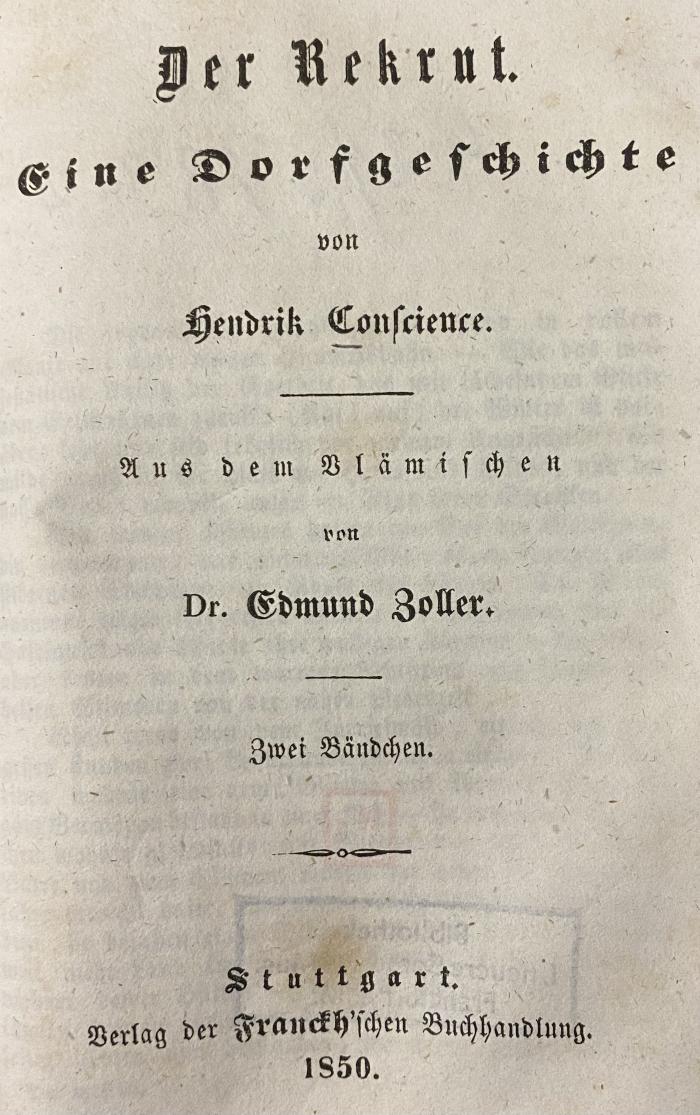 Der Rekrut.
Eine Dorfgeschichte
von
Hendrik Conscience.
Aus dem Vlämischen
von
Dr. Edmund Zoller.
Zwei Bändchen.
Stuttgart.
Verlag der Franckh'schen Buchhandlung.
1850.